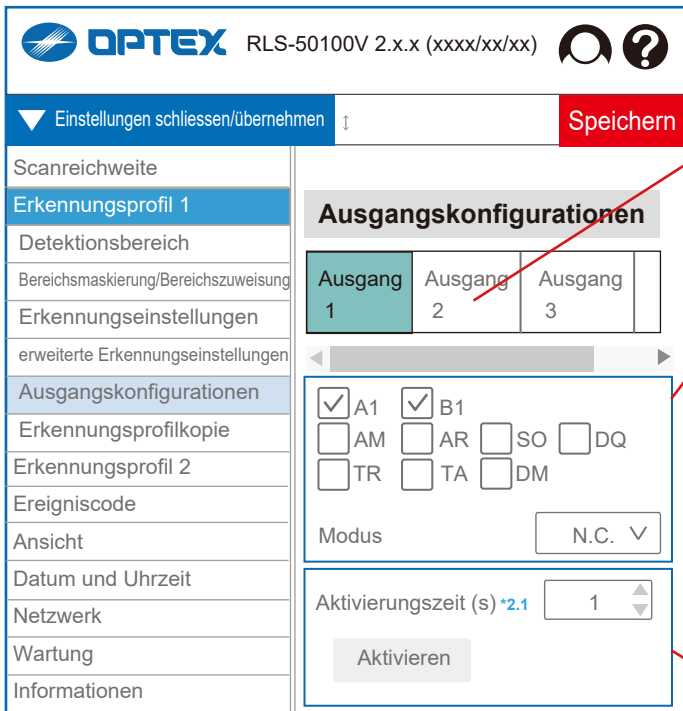 OPTEX RLS-50100V 2.x.x (xxxx/xx/xx) ?
Einstellungen schliessen/übernehmen Speichern
Scanreichweite
Erkennungsprofil 1
Detektionsbereich
Bereichsmaskierung/Bereichszuweisung
Erkennungseinstellungen
erweiterte Erkennungseinstellungen
Ausgangskonfigurationen
Erkennungsprofilkopie
Erkennungsprofil 2
Ereigniscode
Ansicht
Datum und Uhrzeit
Netzwerk
Wartung
Informationen
Ausgangskonfigurationen
Ausgang 1
Ausgang 2
Ausgang 3
A1 B1
AM AR SO DQ
TR TA DM
Modus N.C.
Aktivierungszeit (s) *2.1 1
Aktivieren